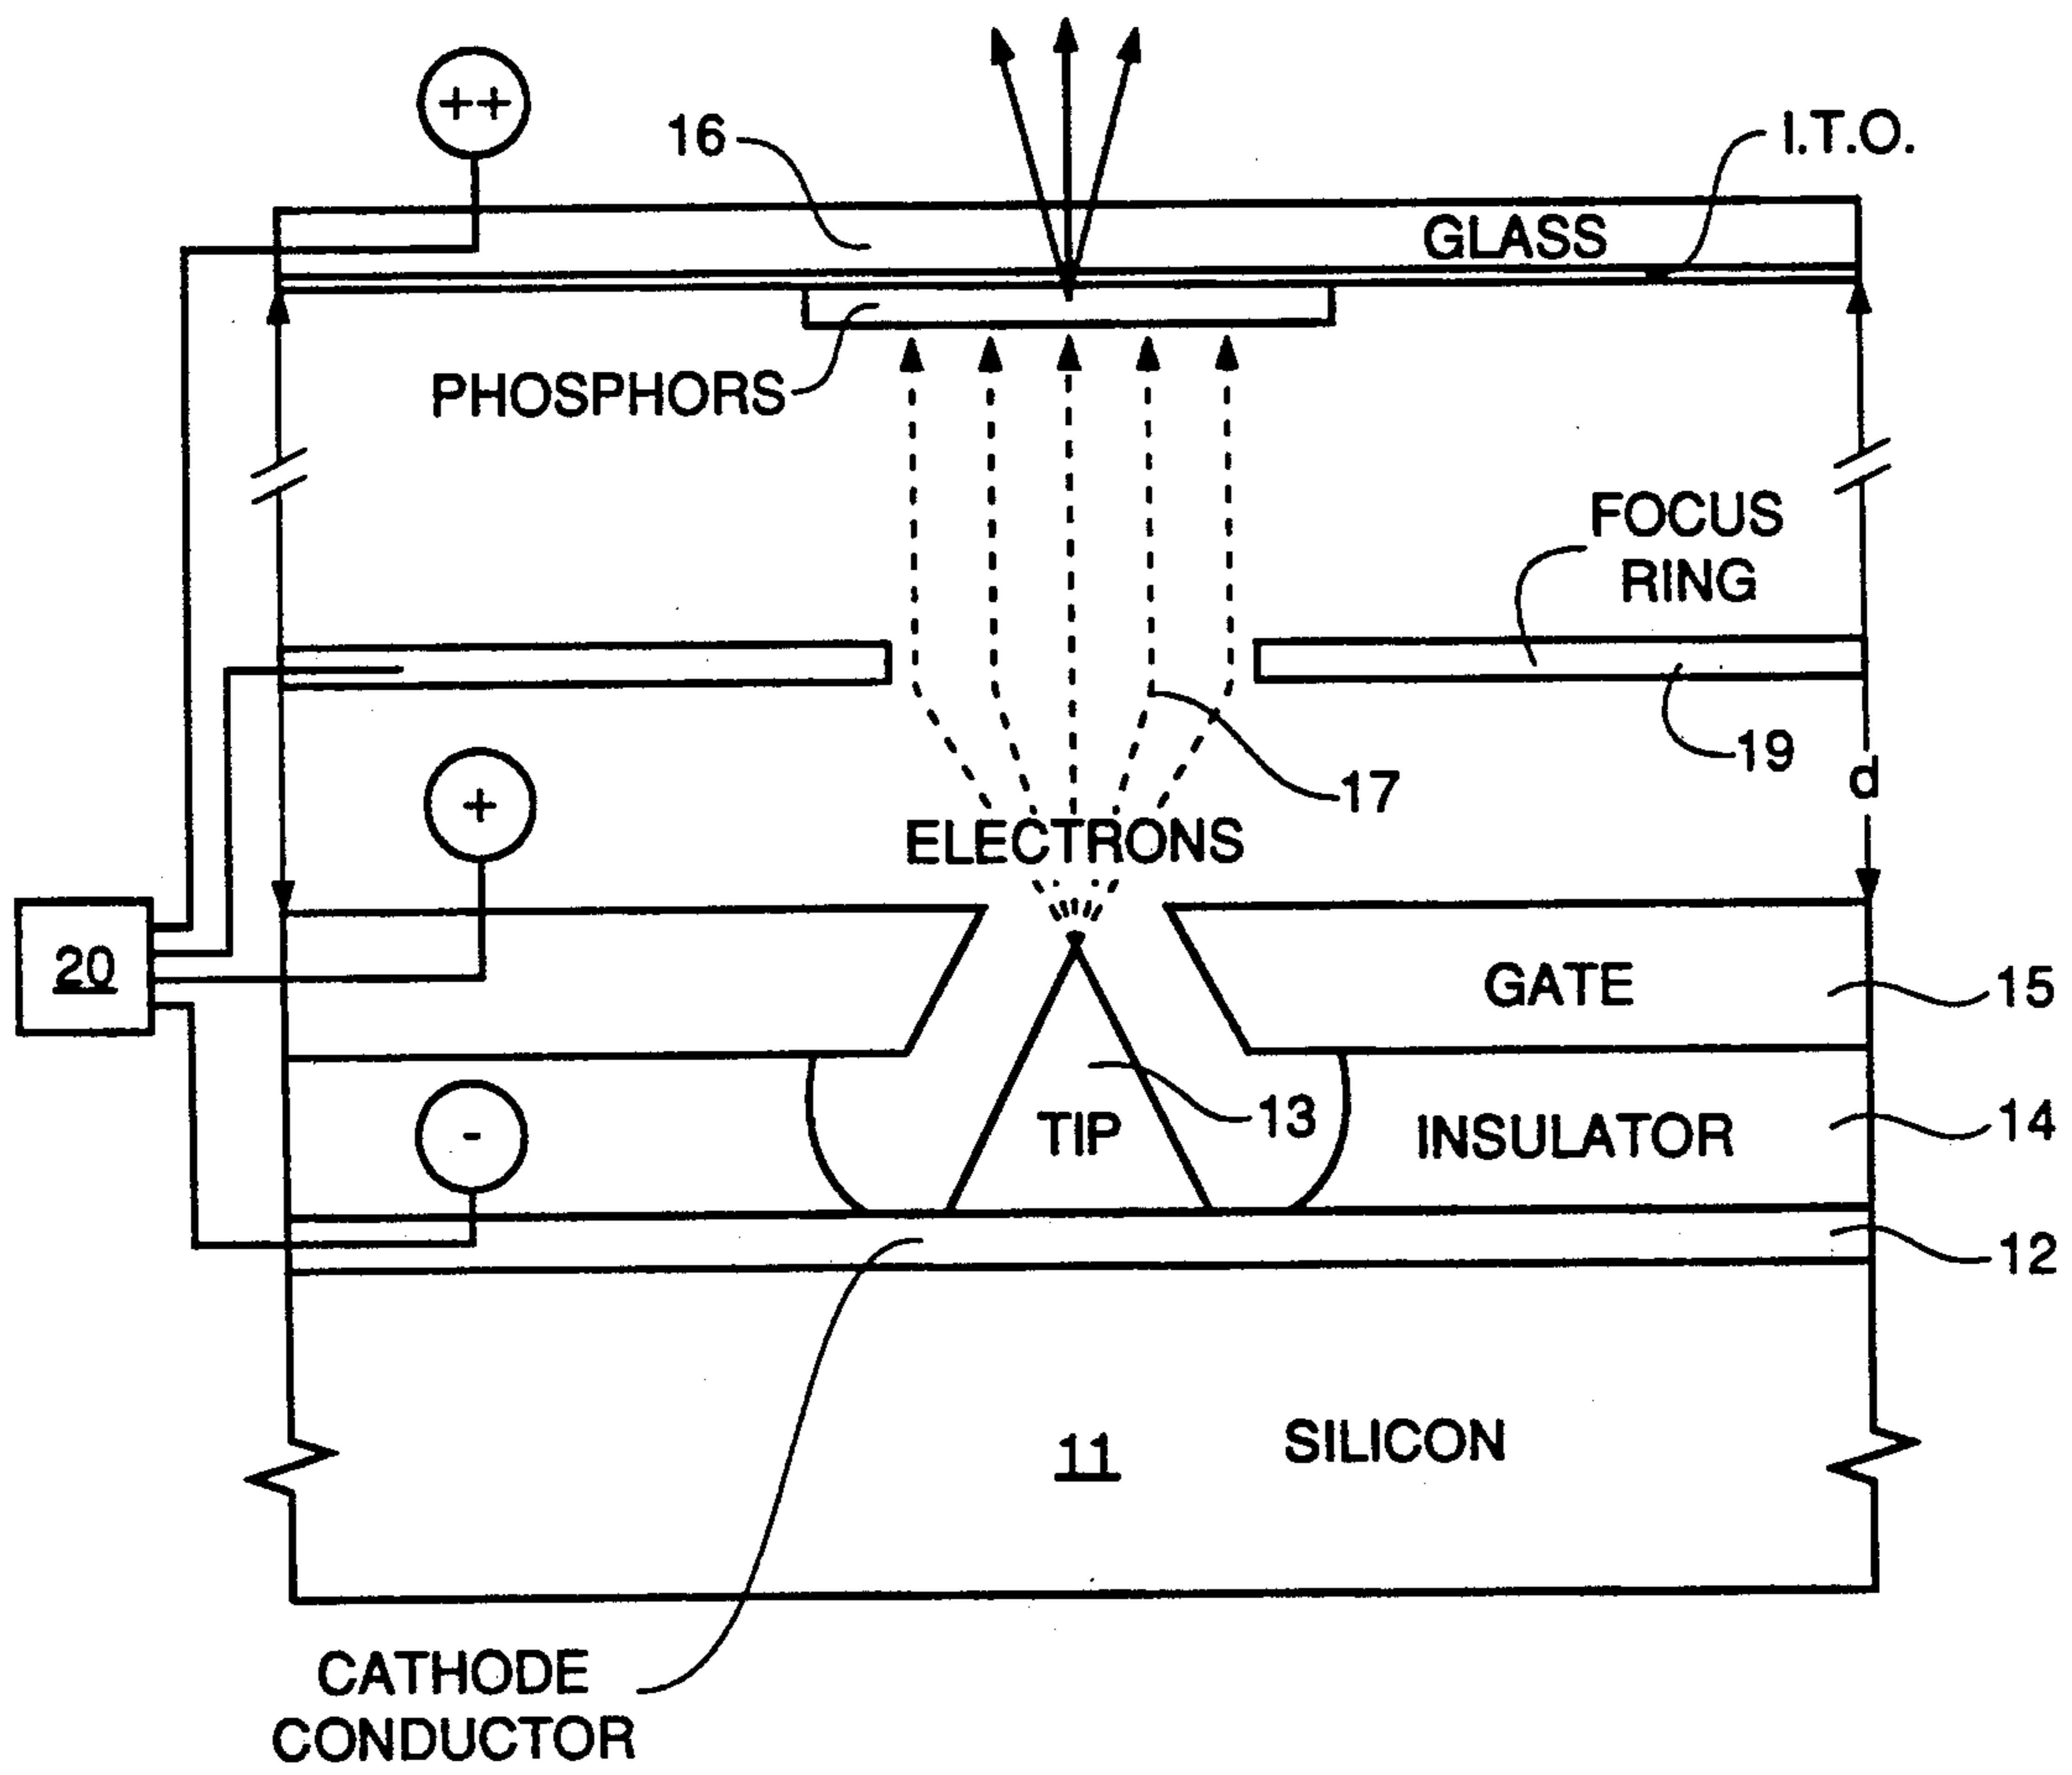 ++
16
I.T.O.
GLASS
PHOSPHORS
FOCUS
RING
19
d
17
+
ELECTRONS
20
GATE
15
-
TIP
13
INSULATOR
14
12
11
SILICON
CATHODE
CONDUCTOR